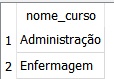 nome_curso
1 Administração
2 Enfermagem